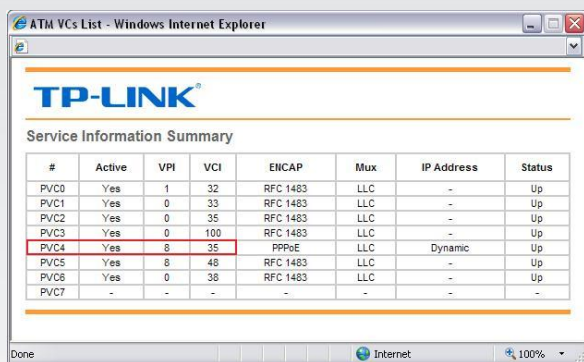 ATM VCs List - Windows Internet Explorer
TP-LINK®
Service Information Summary
# Active VPI VCI ENCAP Mux IP Address Status
PVC0 Yes 1 32 RFC 1483 LLC - Up
PVC1 Yes 0 33 RFC 1483 LLC - Up
PVC2 Yes 0 35 RFC 1483 LLC - Up
PVC3 Yes 0 100 RFC 1483 LLC - Up
PVC4 Yes 8 35 PPPoE LLC Dynamic Up
PVC5 Yes 8 48 RFC 1483 LLC - Up
PVC6 Yes 0 38 RFC 1483 LLC - Up
PVC7 - - - - - - -
Done Internet 100%